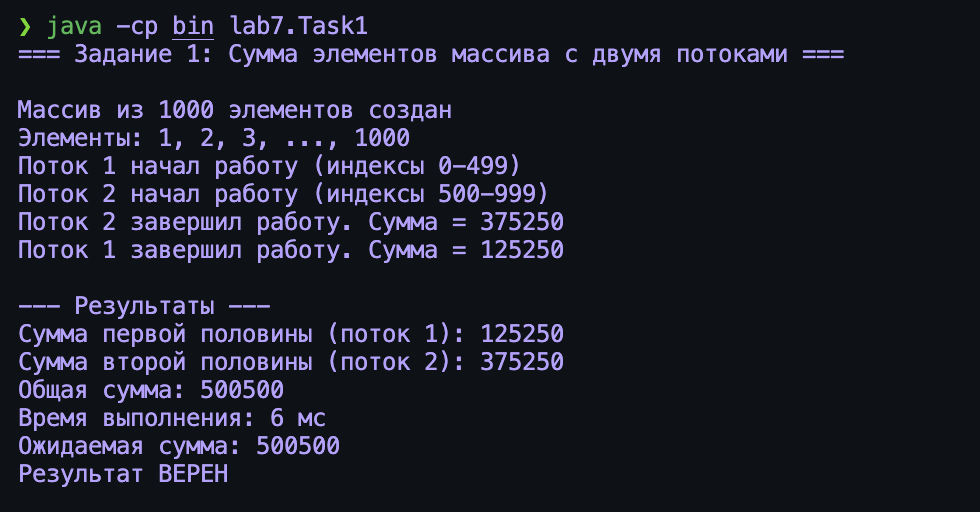 ❯ java -cp bin lab7.Task1
=== Задание 1: Сумма элементов массива с двумя потоками ===
Массив из 1000 элементов создан
Элементы: 1, 2, 3, ..., 1000
Поток 1 начал работу (индексы 0-499)
Поток 2 начал работу (индексы 500-999)
Поток 2 завершил работу. Сумма = 375250
Поток 1 завершил работу. Сумма = 125250
--- Результаты ---
Сумма первой половины (поток 1): 125250
Сумма второй половины (поток 2): 375250
Общая сумма: 500500
Время выполнения: 6 мс
Ожидаемая сумма: 500500
Результат ВЕРЕН